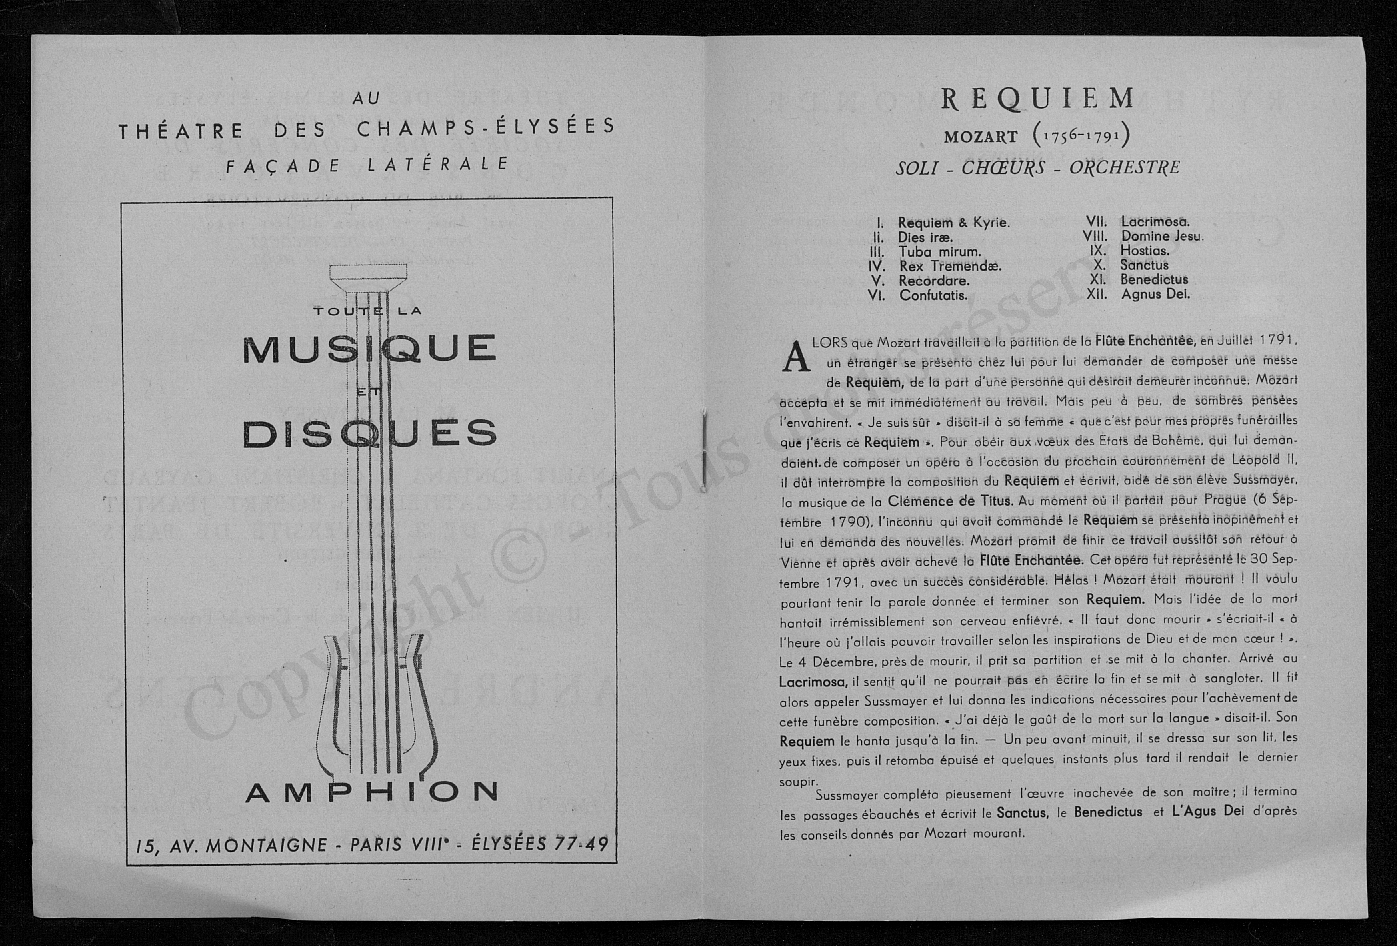 AU
THÉATRE DES CHAMPS-ÉLYSÉES
FAÇADE LATÉRALE
TOUTE LA
MUSIQUE
ET
DISQUES
AMPHION
15, AV. MONTAIGNE - PARIS VIIIe - ÉLYSÉES 77-49
REQUIEM
MOZART (1756-1791)
SOLI - CHŒURS - ORCHESTRE
I. Requiem & Kyrie.
Ii. Dies iræ.
III. Tuba mirum.
IV. Rex Tremendæ.
V. Recordare.
VI. Confutatis.
VII. Lacrimosa.
VIII. Domine Jesu.
IX. Hostias.
X. Sanctus
XI. Benedictus
XII. Agnus Dei.
ALORS que Mozart travaillait à la partition de la Flûte Enchantée, en Juillet 1791,
un étranger se présenta chez lui pour lui demander de composer une messe
de Requiem, de la part d'une personne qui désirait demeurer inconnue. Mozart
accepta et se mit immédiatement au travail. Mais peu à peu, de sombres pensées
l'envahirent. « Je suis sûr » disait-il à sa femme « que c'est pour mes propres funérailles
que j'écris ce Requiem ». Pour obéir aux vœux des Etats de Bohême, qui lui deman-
daient de composer un opéra à l'occasion du prochain couronnement de Léopold II,
il dût interrompre la composition du Requiem et écrivit, aidé de son élève Sussmayer,
la musique de la Clémence de Titus. Au moment où il partait pour Prague (6 Sep-
tembre 1790), l'inconnu qui avait commandé le Requiem se présenta inopinément et
lui en demanda des nouvelles. Mozart promit de finir ce travail aussitôt son retour à
Vienne et après avoir achevé la Flûte Enchantée. Cet opéra fut représenté le 30 Sep-
tembre 1791, avec un succès considérable. Hélas ! Mozart était mourant ! Il voulu
pourtant tenir la parole donnée et terminer son Requiem. Mais l'idée de la mort
hantait irrémissiblement son cerveau enfiévré. « Il faut donc mourir » s'écriait-il « à
l'heure où j'allais pouvoir travailler selon les inspirations de Dieu et de mon cœur ! ».
Le 4 Décembre, près de mourir, il prit sa partition et se mit à la chanter. Arrivé au
Lacrimosa, il sentit qu'il ne pourrait pas en écrire la fin et se mit à sangloter. Il fit
alors appeler Sussmayer et lui donna les indications nécessaires pour l'achèvement de
cette funèbre composition. « J'ai déjà le goût de la mort sur la langue » disait-il. Son
Requiem le hanta jusqu'à la fin. — Un peu avant minuit, il se dressa sur son lit, les
yeux fixes, puis il retomba épuisé et quelques instants plus tard il rendait le dernier
soupir.
Sussmayer compléta pieusement l'œuvre inachevée de son maître ; il termina
les passages ébauchés et écrivit le Sanctus, le Benedictus et L'Agus Dei d'après
les conseils donnés par Mozart mourant.
Copyright © - Tous droits réservés